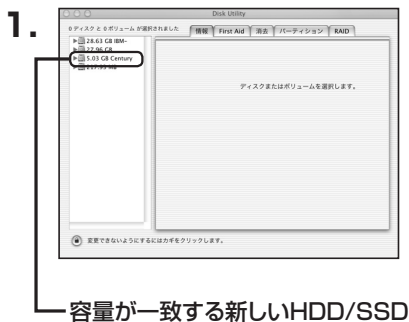 1.
Disk Utility
0 ディスク と 0 ボリューム が選択されました
情報 First Aid 消去 パーティション RAID
28.63 GB IBM-
27.96 GB
5.03 GB Century
ディスクまたはボリュームを選択します。
変更できないようにするにはカギをクリックします。
容量が一致する新しいHDD/SSD